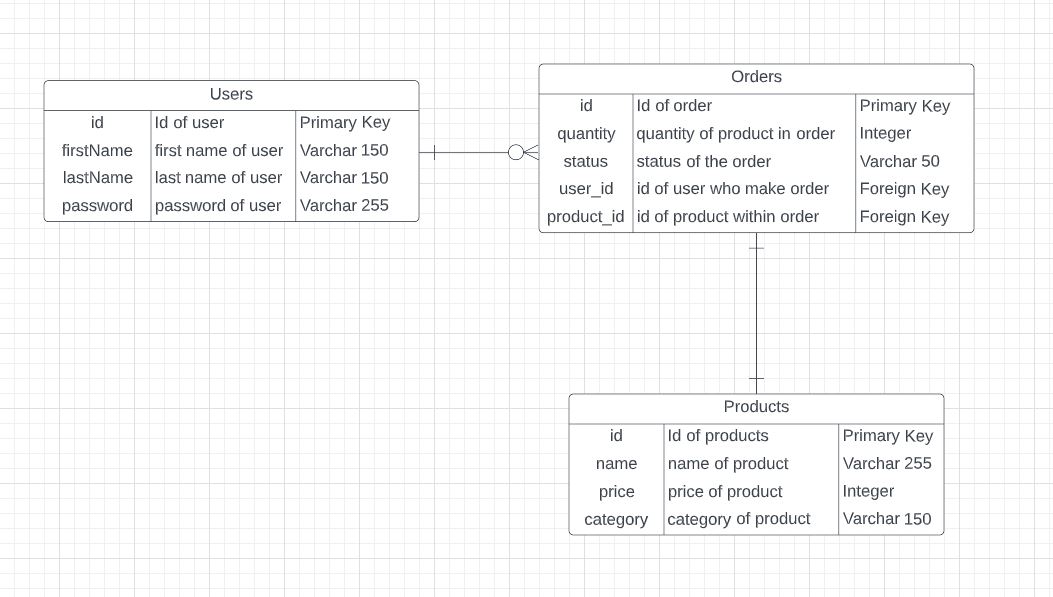 Users
id Id of user Primary Key
firstName first name of user Varchar 150
lastName last name of user Varchar 150
password password of user Varchar 255
Orders
id Id of order Primary Key
quantity quantity of product in order Integer
status status of the order Varchar 50
user_id id of user who make order Foreign Key
product_id id of product within order Foreign Key
Products
id Id of products Primary Key
name name of product Varchar 255
price price of product Integer
category category of product Varchar 150